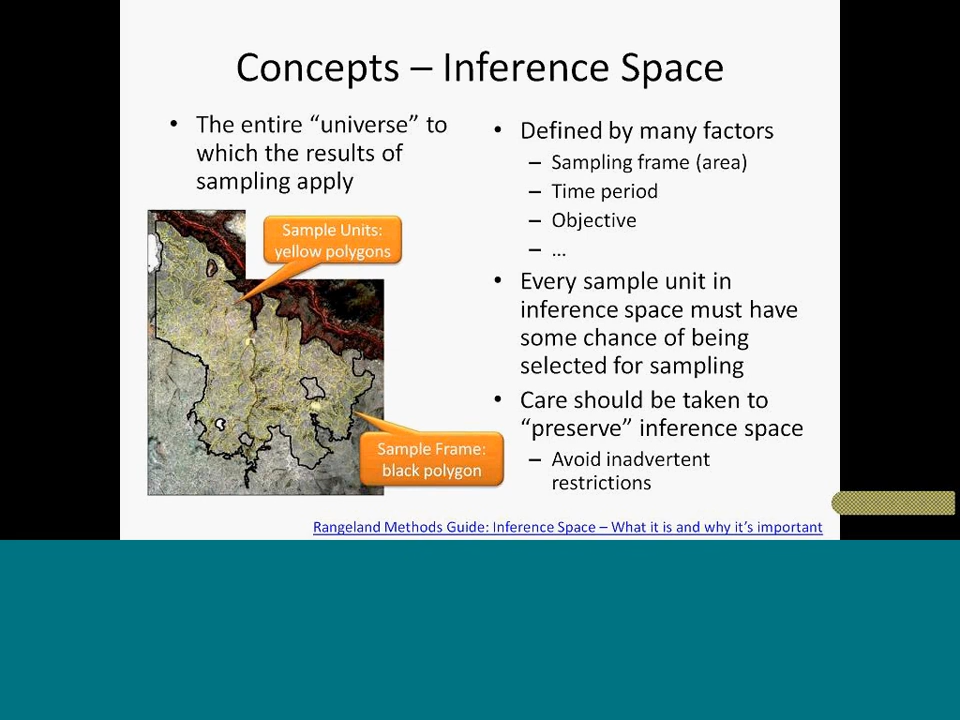 Concepts – Inference Space
• The entire “universe” to
which the results of
sampling apply
Sample Units:
yellow polygons
Sample Frame:
black polygon
• Defined by many factors
– Sampling frame (area)
– Time period
– Objective
– ...
• Every sample unit in
inference space must have
some chance of being
selected for sampling
• Care should be taken to
“preserve” inference space
– Avoid inadvertent
restrictions
Rangeland Methods Guide: Inference Space – What it is and why it’s important